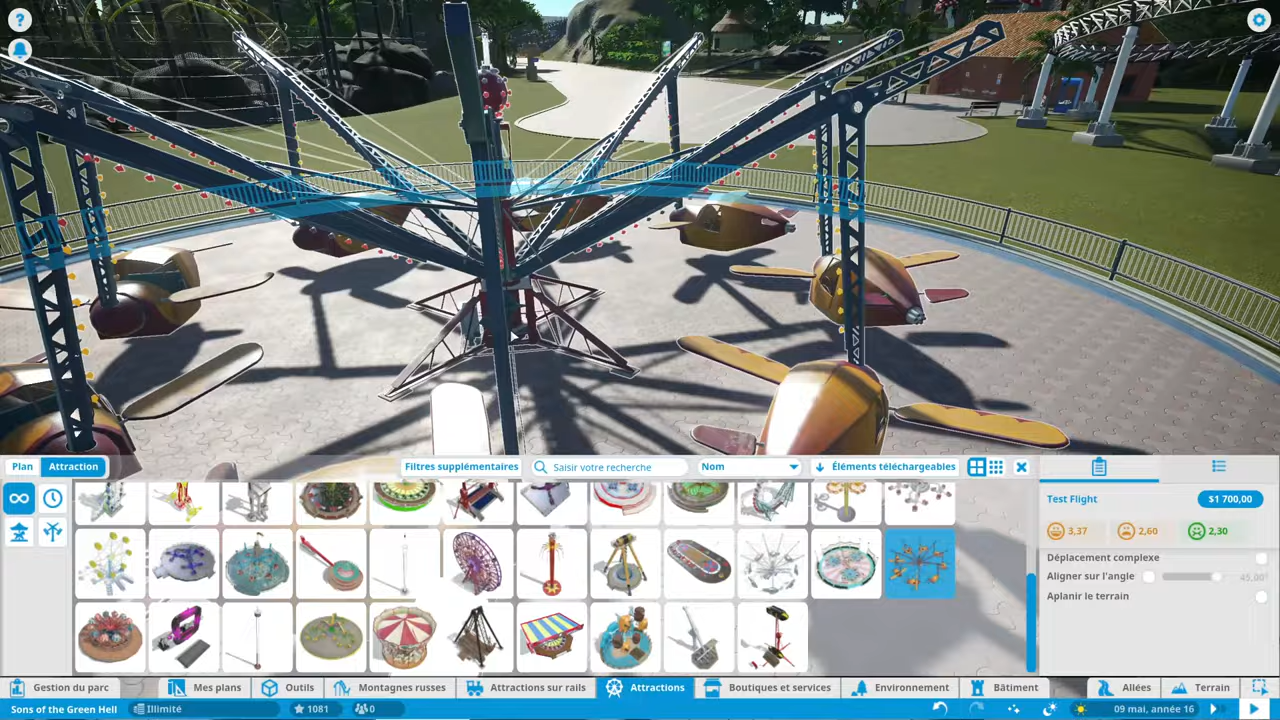 ?
Plan
Attraction
Filtres supplémentaires
Saisir votre recherche
Nom
Éléments téléchargeables
Test Flight
$1 700,00
3,37
2,60
2,30
Déplacement complexe
Aligner sur l'angle
45,00°
Aplanir le terrain
Gestion du parc
Mes plans
Outils
Montagnes russes
Attractions sur rails
Attractions
Boutiques et services
Environnement
Bâtiment
Allées
Terrain
Sons of the Green Hell
Illimité
1081
0
09 mai, année 16